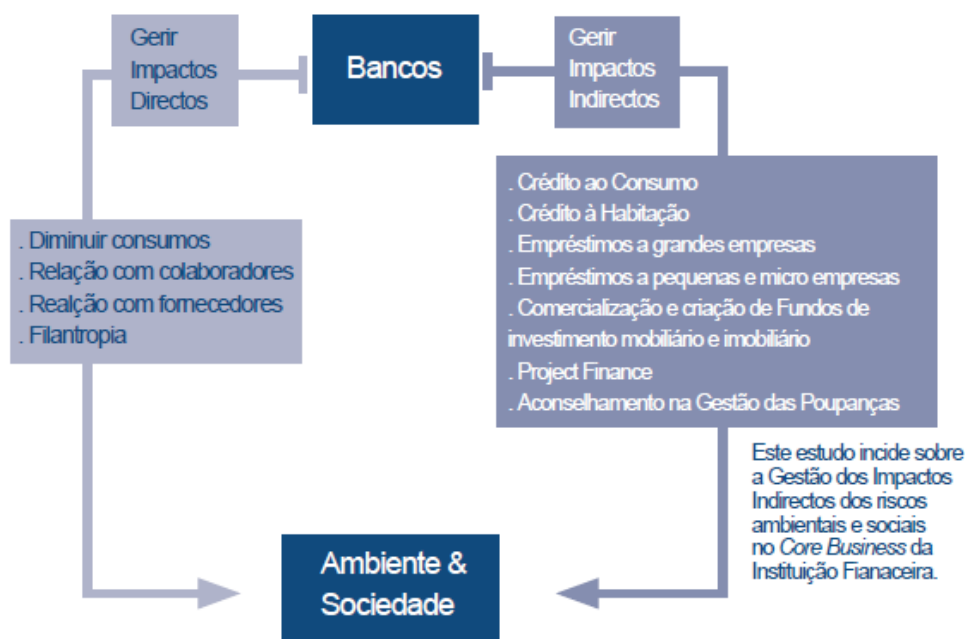 Gerir
Impactos
Directos
Bancos
Gerir
Impactos
Indirectos
. Diminuir consumos
. Relação com colaboradores
. Realção com fornecedores
. Filantropia
. Crédito ao Consumo
. Crédito à Habitação
. Empréstimos a grandes empresas
. Empréstimos a pequenas e micro empresas
. Comercialização e criação de Fundos de
investimento mobiliário e imobiliário
. Project Finance
. Aconselhamento na Gestão das Poupanças
Este estudo incide sobre
a Gestão dos Impactos
Indirectos dos riscos
ambientais e sociais
no Core Business da
Instituição Fianaceira.
Ambiente &
Sociedade